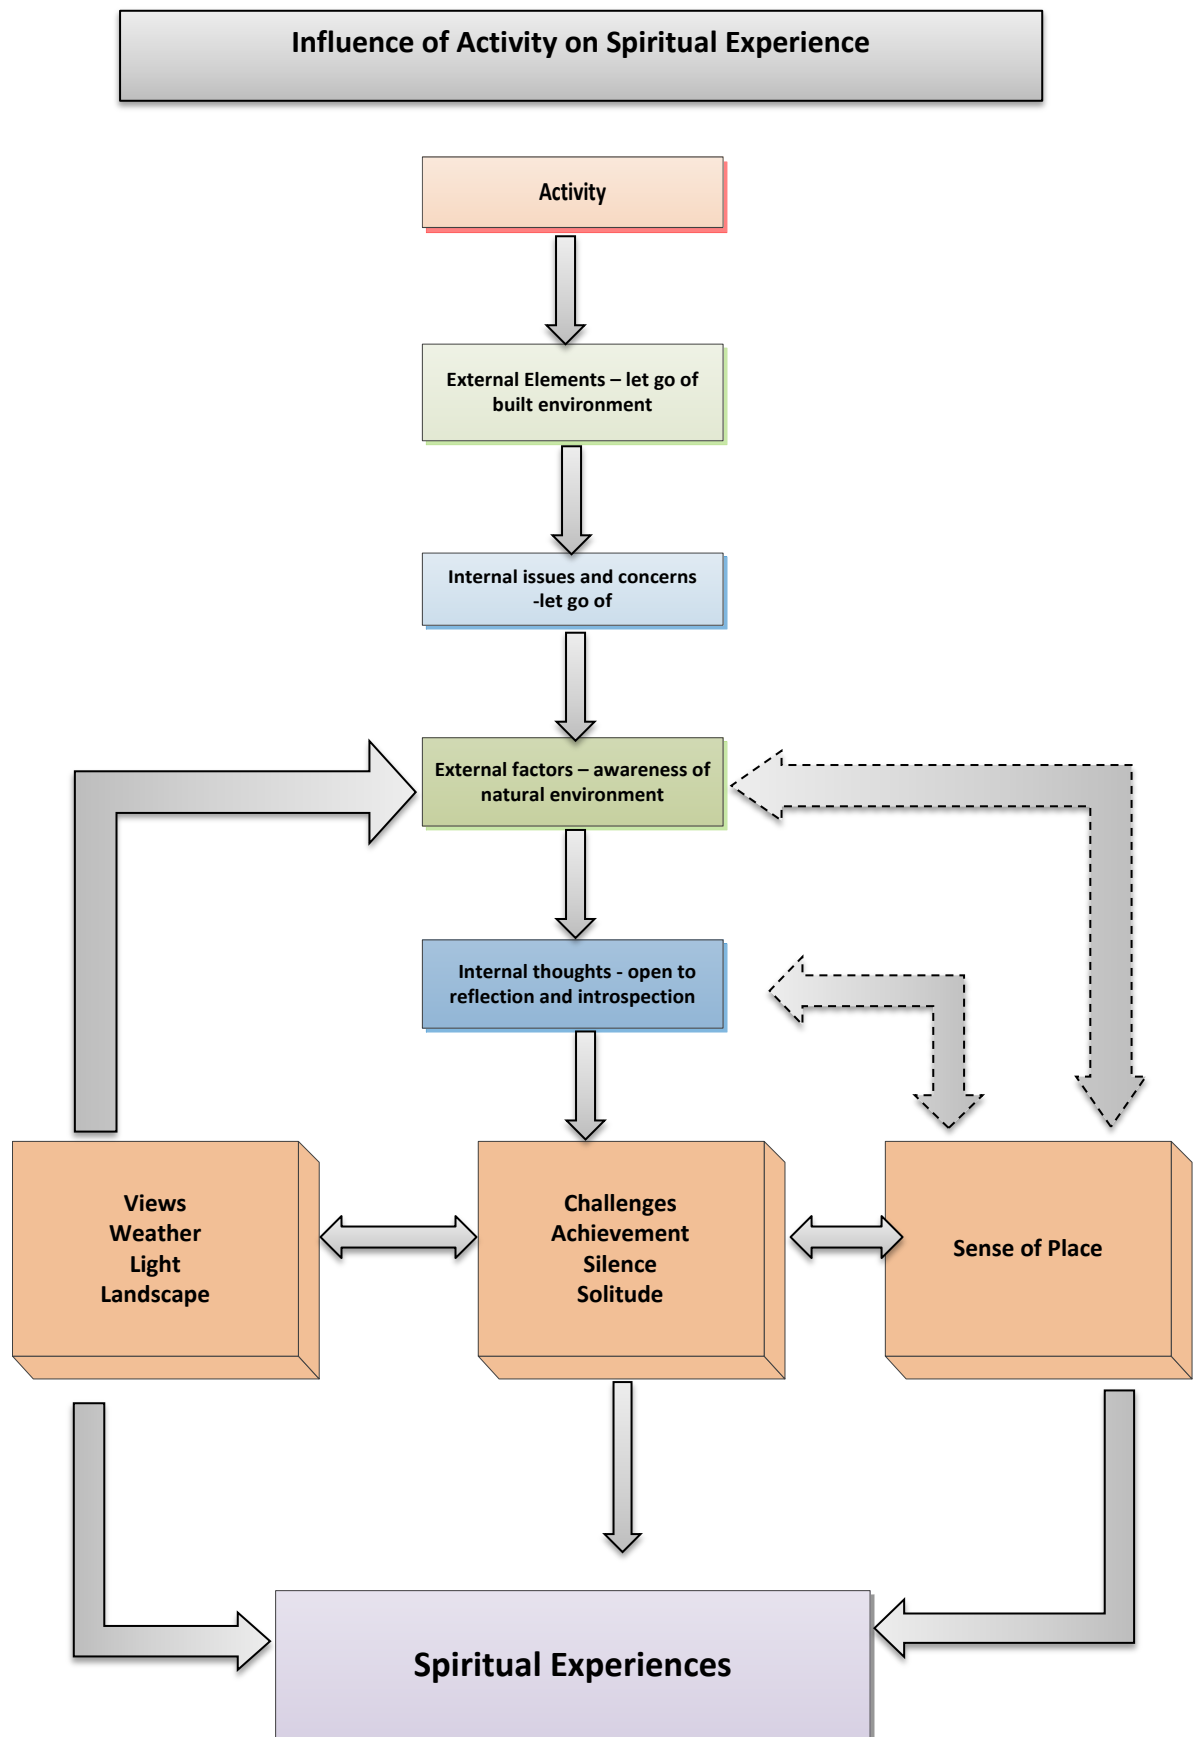 Influence of Activity on Spiritual Experience
Activity
External Elements – let go of
built environment
Internal issues and concerns
-let go of
External factors – awareness of
natural environment
Internal thoughts - open to
reflection and introspection
Views
Weather
Light
Landscape
Challenges
Achievement
Silence
Solitude
Sense of Place
Spiritual Experiences